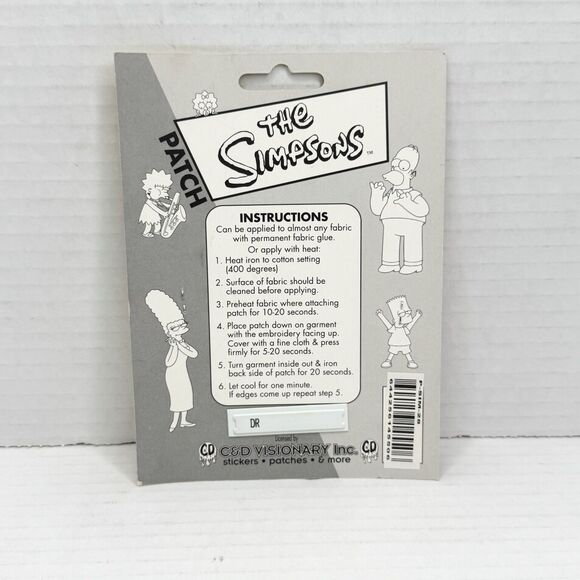 PATCH
THE
SIMPSONS™
INSTRUCTIONS
Can be applied to almost any fabric
with permanent fabric glue.
Or apply with heat:
1. Heat iron to cotton setting
(400 degrees)
2. Surface of fabric should be
cleaned before applying.
3. Preheat fabric where attaching
patch for 10-20 seconds.
4. Place patch down on garment
with the embroidery facing up.
Cover with a fine cloth & press
firmly for 5-20 seconds.
5. Turn garment inside out & iron
back side of patch for 20 seconds.
6. Let cool for one minute.
If edges come up repeat step 5.
DR
Licensed by
CD C&D VISIONARY Inc. CD
stickers • patches • & more
P-SIM-25